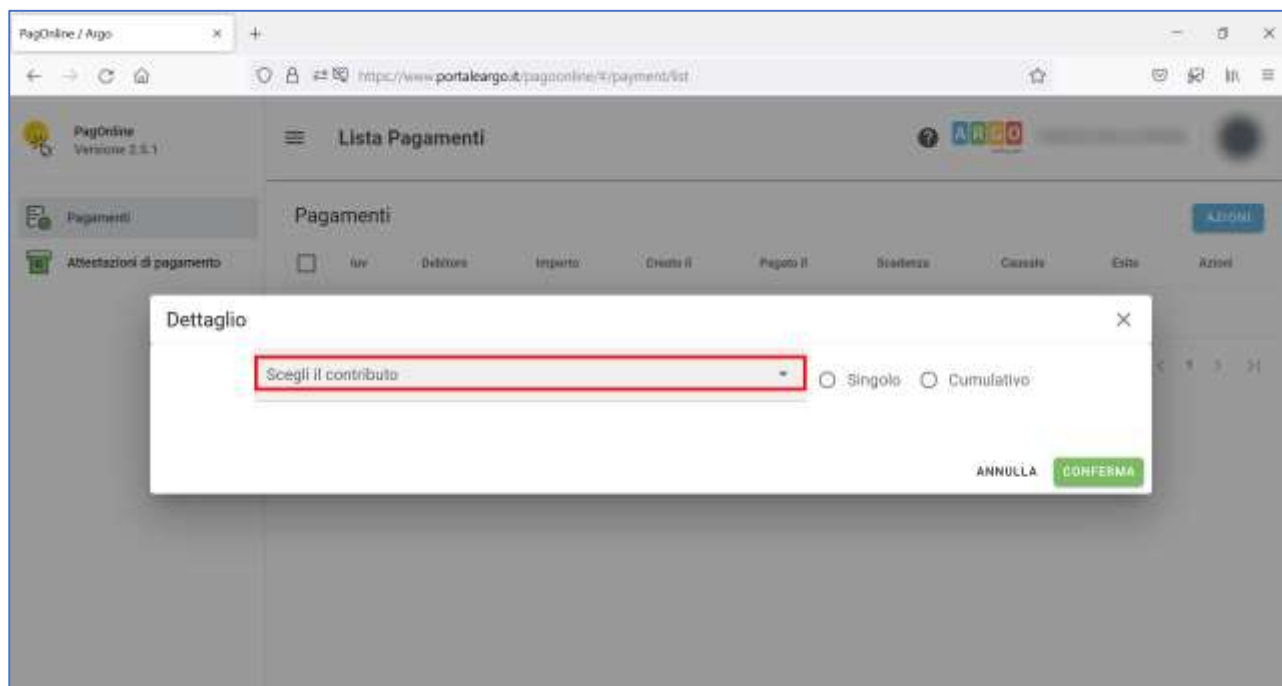 PagOnline / Argo
https://www.portaleargo.it/pagoonline/#/payment/list
PagOnline
Versione 2.5.1
Lista Pagamenti
ARGO
Pagamenti
Attestazioni di pagamento
Pagamenti
AZIONI
Iuv Debitore Importo Creato il Pagato il Scadenza Causale Esito Azioni
Dettaglio
Scegli il contributo
Singolo Cumulativo
1
ANNULLA CONFERMA